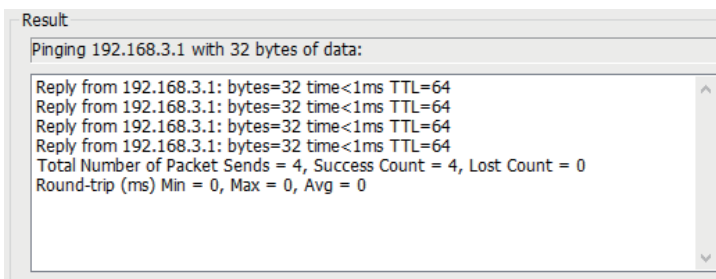 Result
Pinging 192.168.3.1 with 32 bytes of data:
Reply from 192.168.3.1: bytes=32 time<1ms TTL=64
Reply from 192.168.3.1: bytes=32 time<1ms TTL=64
Reply from 192.168.3.1: bytes=32 time<1ms TTL=64
Reply from 192.168.3.1: bytes=32 time<1ms TTL=64
Total Number of Packet Sends = 4, Success Count = 4, Lost Count = 0
Round-trip (ms) Min = 0, Max = 0, Avg = 0